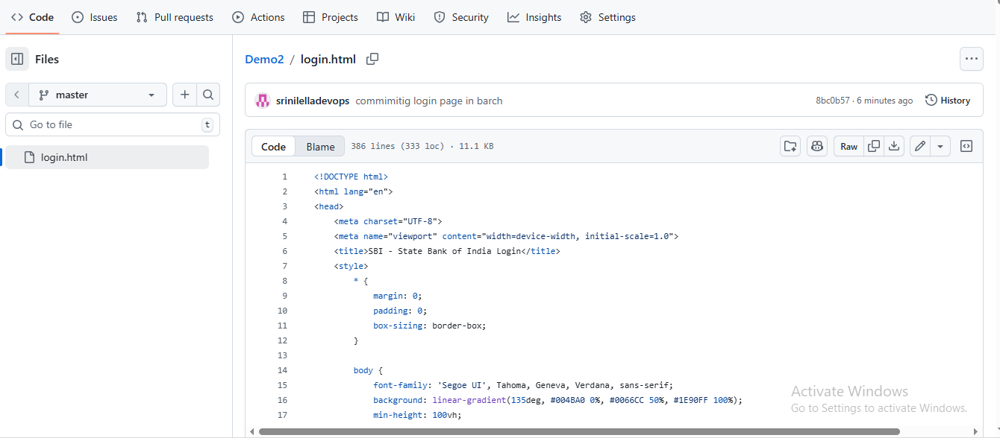 Code Issues Pull requests Actions Projects Wiki Security Insights Settings
Files
master
Go to file t
login.html
Demo2 / login.html
srinilelladevops commimitig login page in barch 8bc0b57 · 6 minutes ago History
Code Blame 386 lines (333 loc) · 11.1 KB Raw
1 <!DOCTYPE html>
2 <html lang="en">
3 <head>
4 <meta charset="UTF-8">
5 <meta name="viewport" content="width=device-width, initial-scale=1.0">
6 <title>SBI - State Bank of India Login</title>
7 <style>
8 * {
9 margin: 0;
10 padding: 0;
11 box-sizing: border-box;
12 }
13
14 body {
15 font-family: 'Segoe UI', Tahoma, Geneva, Verdana, sans-serif;
16 background: linear-gradient(135deg, #004BA0 0%, #0066CC 50%, #1E90FF 100%);
17 min-height: 100vh;
Activate Windows
Go to Settings to activate Windows.